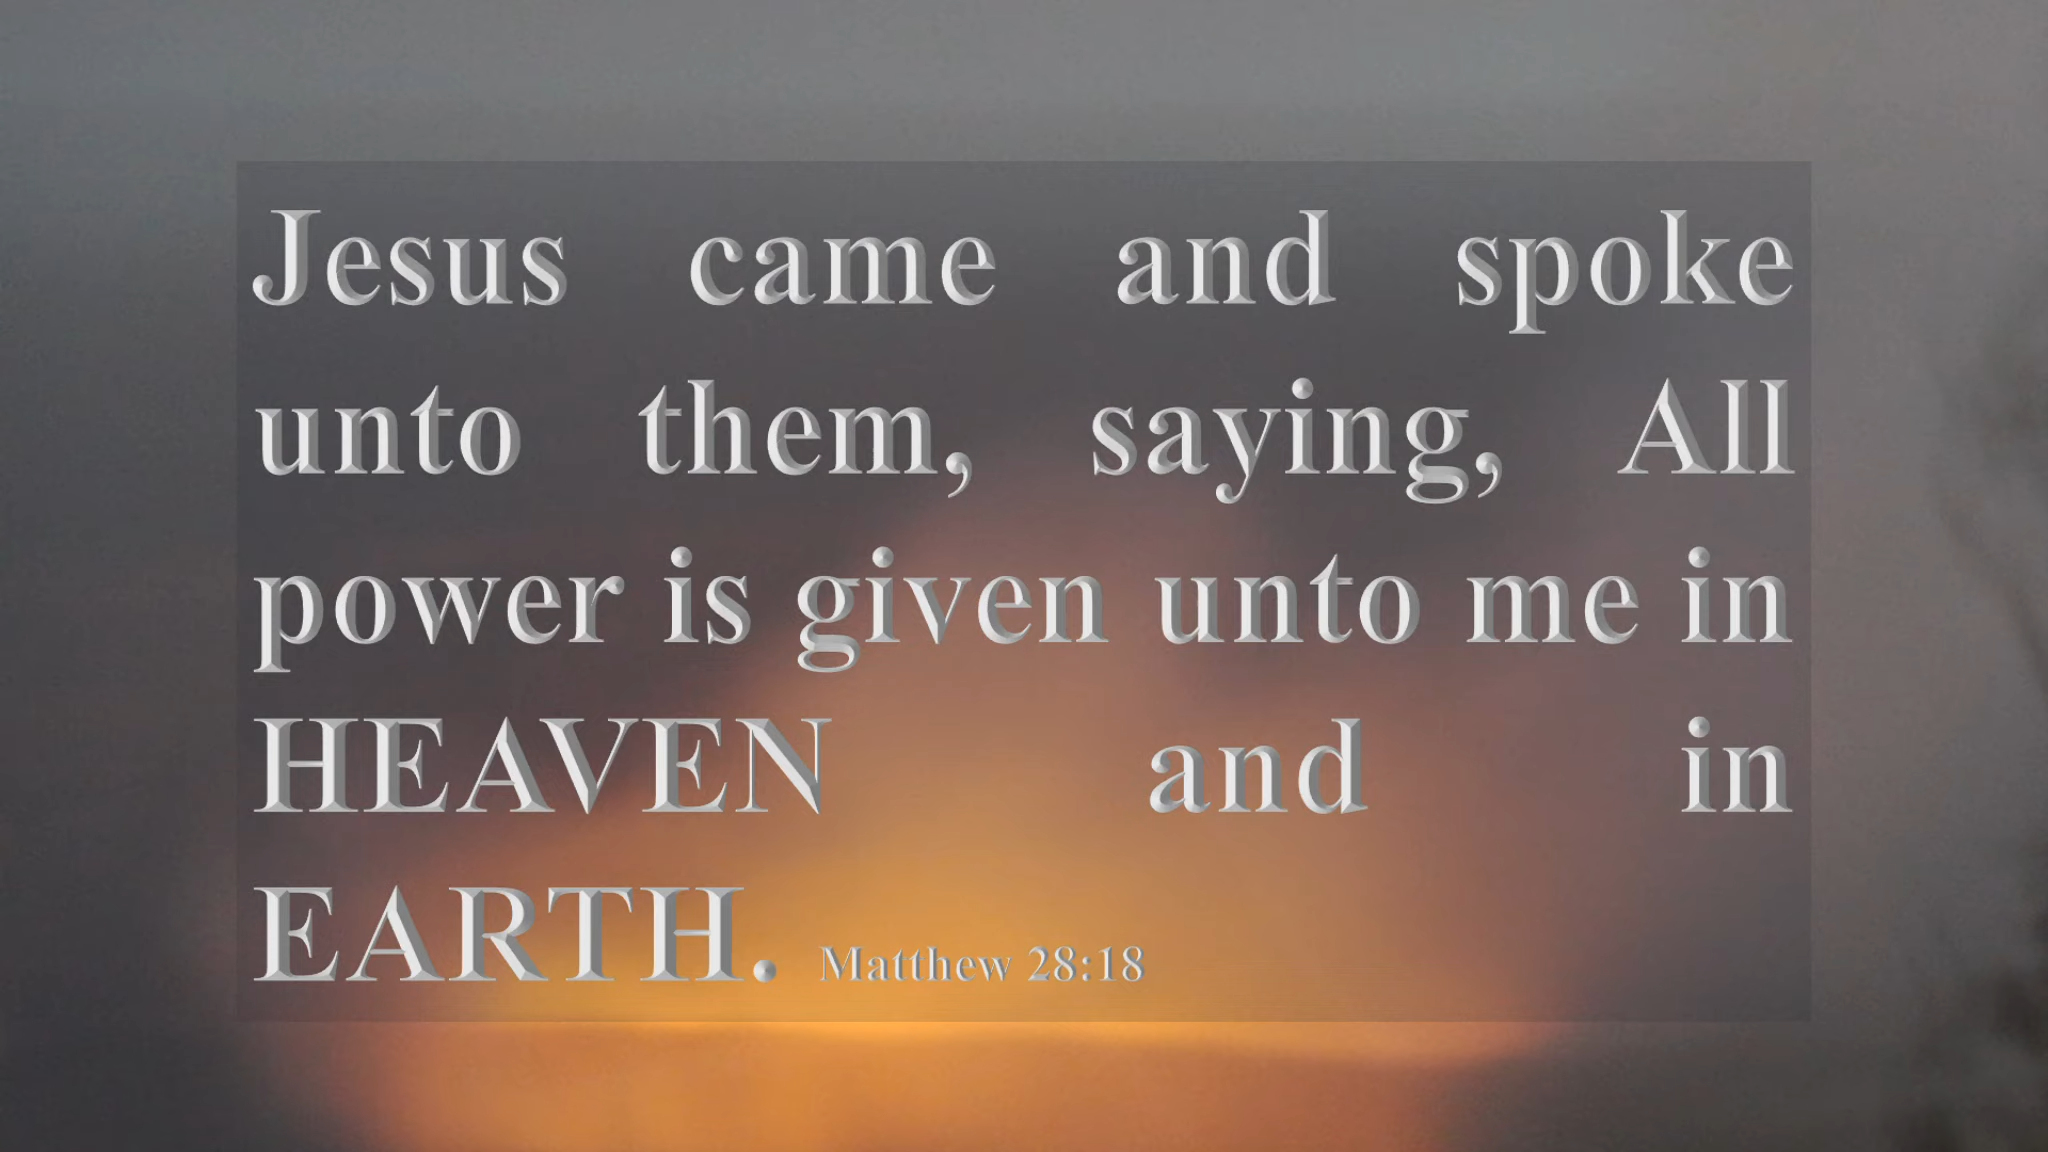 Jesus came and spoke
unto them, saying, All
power is given unto me in
HEAVEN and in
EARTH. Matthew 28:18